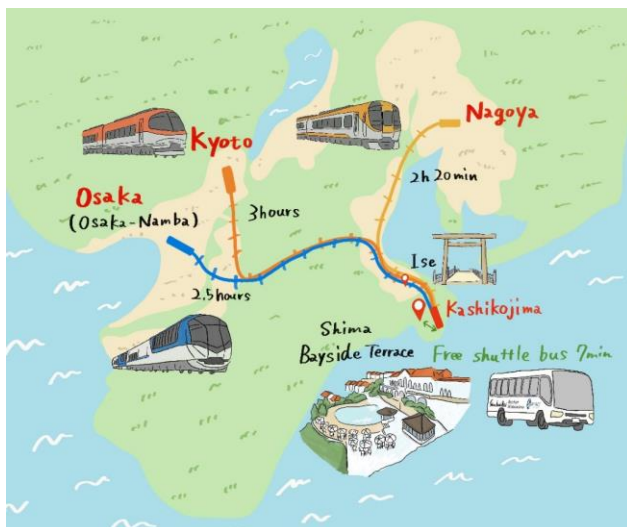 Kyoto
Nagoya
Osaka
(Osaka-Namba)
2h 20min
3hours
2.5hours
Ise
Kashikojima
Shima
Bayside Terrace
Free shuttle bus 7min